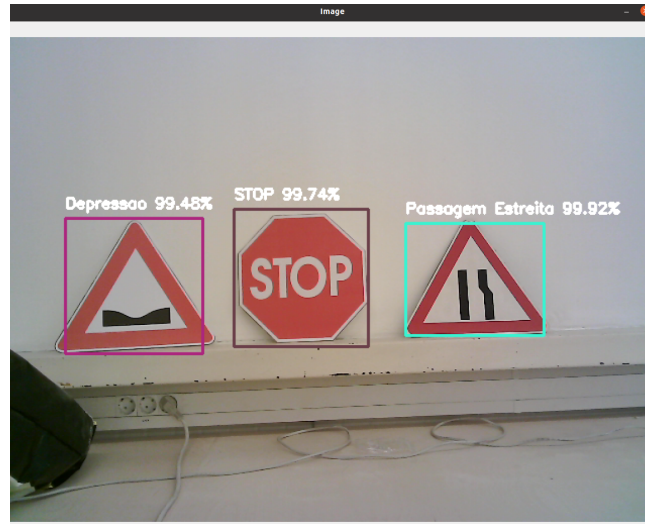 Image
Depressao 99.48%
STOP 99.74%
Passagem Estreita 99.92%
STOP